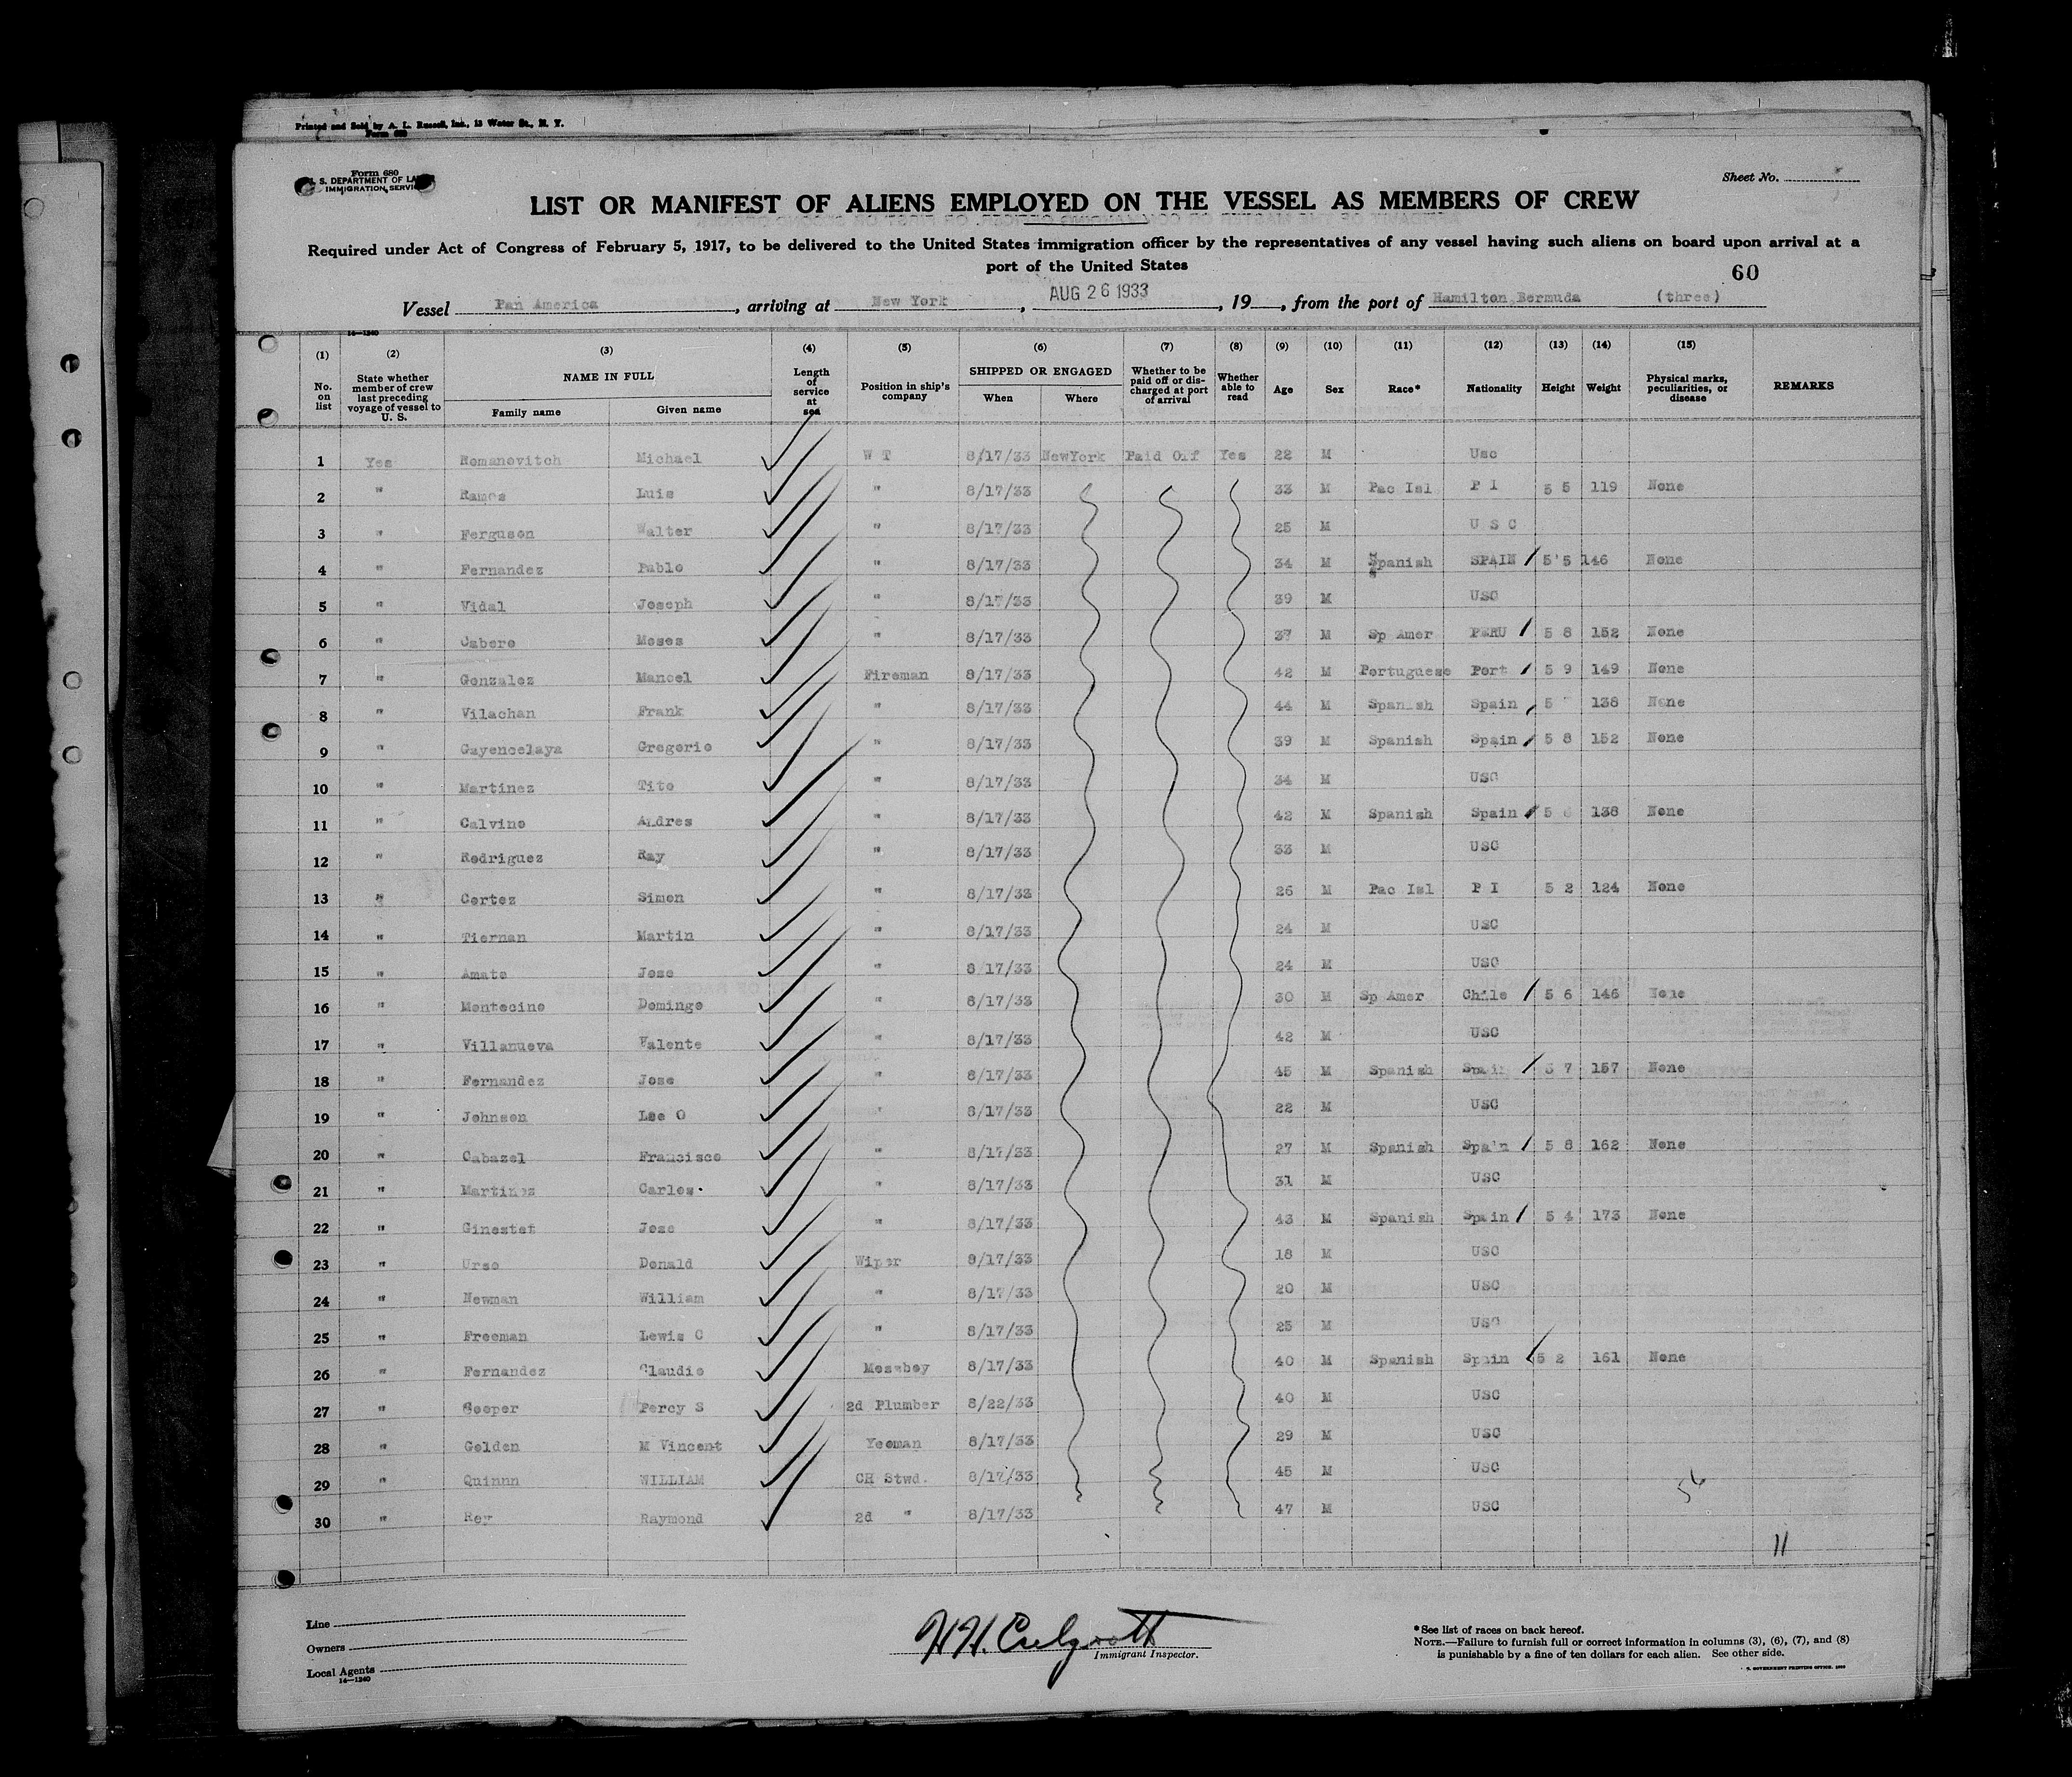 Printed and Sold by A. L. Russell, Inc., 13 Water St., N. Y.
Form 680
Form 680
U. S. DEPARTMENT OF LABOR
IMMIGRATION SERVICE
Sheet No.
LIST OR MANIFEST OF ALIENS EMPLOYED ON THE VESSEL AS MEMBERS OF CREW
Required under Act of Congress of February 5, 1917, to be delivered to the United States immigration officer by the representatives of any vessel having such aliens on board upon arrival at a
port of the United States
60
Vessel Pan America, arriving at New York, AUG 26 1933, 19, from the port of Hamilton, Bermuda (three)
14—1240
(1) No. on list (2) State whether member of crew last preceding voyage of vessel to U. S. (3) NAME IN FULL Family name Given name (4) Length of service at sea (5) Position in ship's company (6) SHIPPED OR ENGAGED When Where (7) Whether to be paid off or discharged at port of arrival (8) Whether able to read (9) Age (10) Sex (11) Race* (12) Nationality (13) Height (14) Weight (15) Physical marks, peculiarities, or disease REMARKS
1 Yes Romanovitch Michael W T 8/17/33 NewYork Paid Off Yes 22 M Usc
2 " Ramos Luis " 8/17/33 33 M Pac Isl P I 5 5 119 None
3 " Ferguson Walter " 8/17/33 25 M U S C
4 " Fernandez Pablo " 8/17/33 34 M Spanish SPAIN 5'5 146 None
5 " Vidal Joseph " 8/17/33 39 M USC
6 " Cabero Moses " 8/17/33 37 M Sp Amer PERU 5 8 152 None
7 " Gonzalez Manoel Fireman 8/17/33 42 M Portuguese Port 5 9 149 None
8 " Vilachan Frank " 8/17/33 44 M Spanish Spain 5 138 None
9 " Gayencelaya Gregorio " 8/17/33 39 M Spanish Spain 5 8 152 None
10 " Martinez Tito " 8/17/33 34 M USC
11 " Calvino Andres " 8/17/33 42 M Spanish Spain 5 6 138 None
12 " Rodriguez Ray " 8/17/33 33 M USC
13 " Cortez Simon " 8/17/33 26 M Pac Isl P I 5 2 124 None
14 " Tiernan Martin " 8/17/33 24 M USC
15 " Amato Jose " 8 17/33 24 M USC
16 " Montecino Domingo " 8/17/33 30 M Sp Amer Chile 5 6 146 None
17 " Villanueva Valente " 8/17/33 42 M USC
18 " Fernandez Jose " 8/17/33 45 M Spanish Spain 5 7 157 None
19 " Johnson Lee O " 8/17/33 22 M USC
20 " Cabazel Francisco " 8/17/33 27 M Spanish Spain 5 8 162 None
21 " Martinez Carlos " 8/17/33 31 M USC
22 " Ginestet Jose " 8/17/33 43 M Spanish Spain 5 4 173 None
23 " Urso Donald Wiper 8/17/33 18 M USC
24 " Newman William " 8/17/33 20 M USC
25 " Freeman Lewis C " 8/17/33 25 M USC
26 " Fernandez Claudio Messboy 8/17/33 40 M Spanish Spain 5 2 161 None
27 " Soeper Percy S 2d Plumber 8/22/33 40 M USC
28 " Golden M Vincent Yeoman 8/17/33 29 M USC
29 " Quinnn WILLIAM CH Stwd. 8/17/33 45 M USC
30 " Rey Raymond 2d " 8/17/33 47 M USC
11
Line
Owners
Local Agents
14—1240
Immigrant Inspector.
*See list of races on back hereof.
NOTE.—Failure to furnish full or correct information in columns (3), (6), (7), and (8)
is punishable by a fine of ten dollars for each alien. See other side.